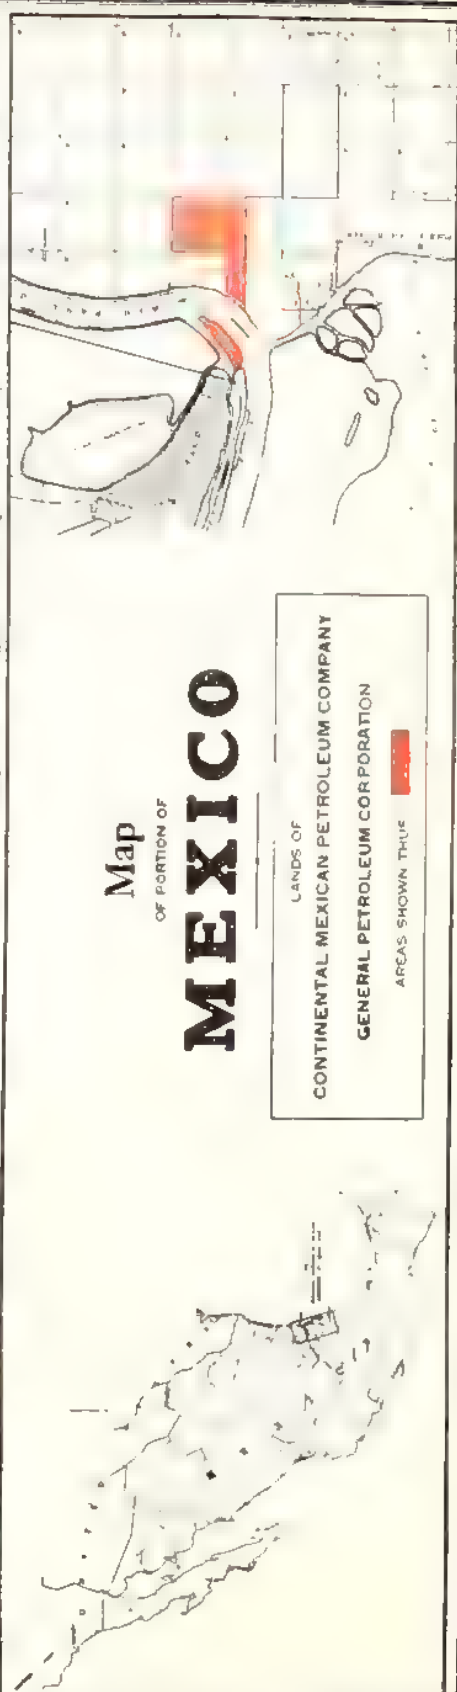 Map
OF PORTION OF
MEXICO
LANDS OF
CONTINENTAL MEXICAN PETROLEUM COMPANY
GENERAL PETROLEUM CORPORATION
AREAS SHOWN THUS